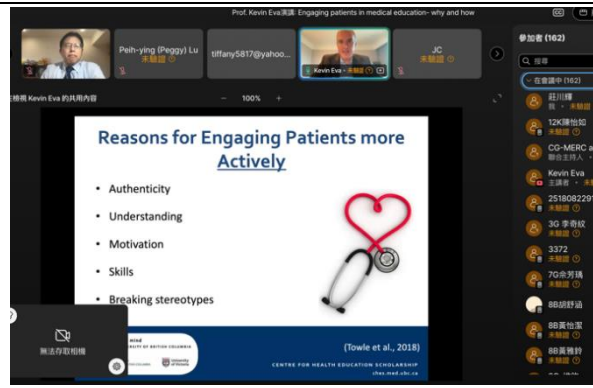 Prof. Kevin Eva演講: Engaging patients in medical education- why and how
Peih-ying (Peggy) Lu
未驗證
tiffany5817@yahoo...
Kevin Eva - 未驗證
JC
未驗證
檢視 Kevin Eva 的共用內容
100%
Reasons for Engaging Patients more
Actively
• Authenticity
• Understanding
• Motivation
• Skills
• Breaking stereotypes
(Towle et al., 2018)
CENTRE FOR HEALTH EDUCATION SCHOLARSHIP
ches.med.ubc.ca
無法存取相機
參加者 (162)
搜尋
在會議中 (162)
莊川輝
我 · 未驗證
12K陳怡如
未驗證
CG-MERC a
聯合主持人
Kevin Eva
主講者 · 未
2518082291
未驗證
3G 李奇紋
未驗證
3372
未驗證
7G余芳瑀
未驗證
8B胡舒涵
8B黃怡潔
未驗證
8B黃雅鈴
未驗證